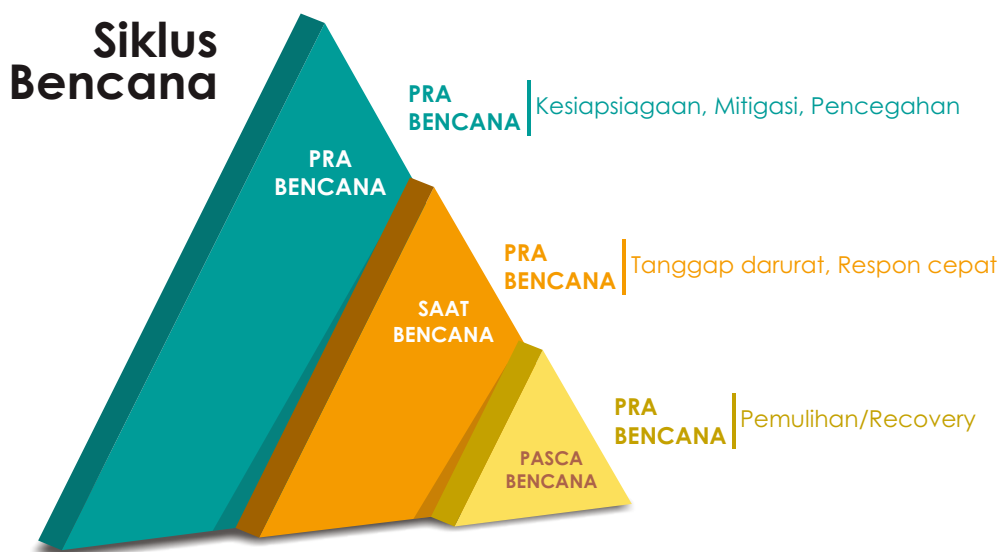 Siklus
Bencana
PRA
BENCANA
Kesiapsiagaan, Mitigasi, Pencegahan
PRA
BENCANA
PRA
BENCANA
Tanggap darurat, Respon cepat
SAAT
BENCANA
PRA
BENCANA
Pemulihan/Recovery
PASCA
BENCANA